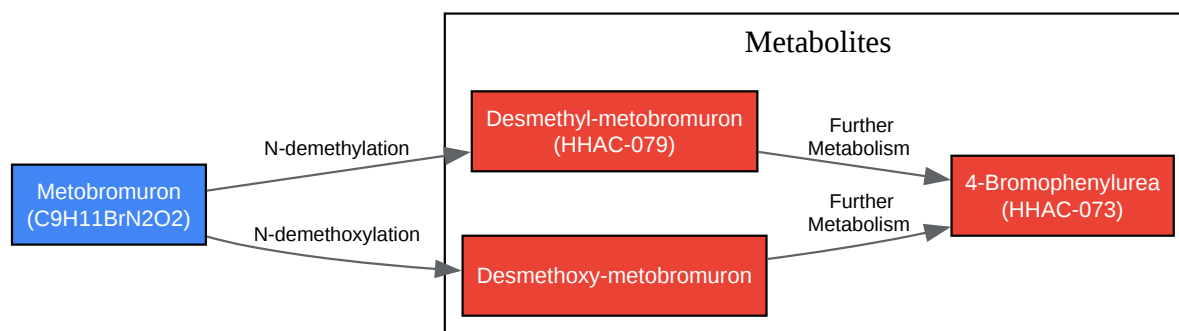 Metabolites
Metobromuron
(C9H11BrN2O2)
N-demethylation
N-demethoxylation
Desmethyl-metobromuron
(HHAC-079)
Desmethoxy-metobromuron
Further
Metabolism
Further
Metabolism
4-Bromophenylurea
(HHAC-073)